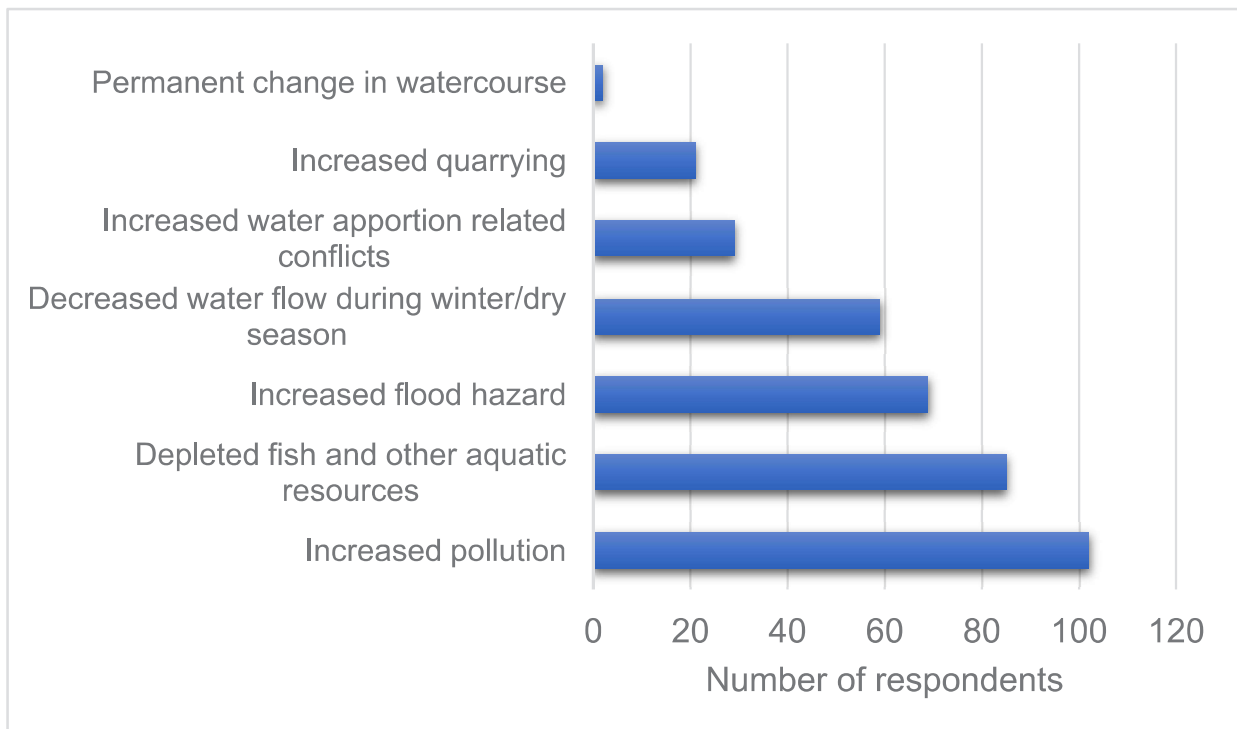 Permanent change in watercourse
Increased quarrying
Increased water apportion related
conflicts
Decreased water flow during winter/dry
season
Increased flood hazard
Depleted fish and other aquatic
resources
Increased pollution
0 20 40 60 80 100 120
Number of respondents